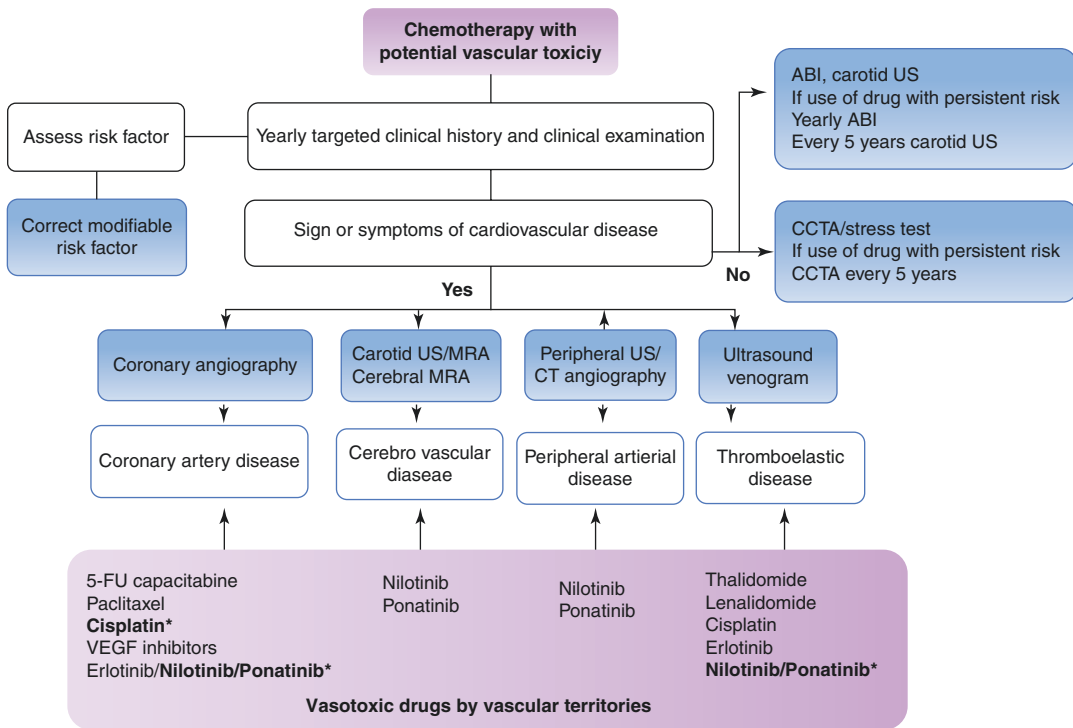 Chemotherapy with
potential vascular toxiciy
Assess risk factor
Yearly targeted clinical history and clinical examination
ABI, carotid US
If use of drug with persistent risk
Yearly ABI
Every 5 years carotid US
Correct modifiable
risk factor
Sign or symptoms of cardiovascular disease
CCTA/stress test
If use of drug with persistent risk
CCTA every 5 years
No
Yes
Coronary angiography
Carotid US/MRA
Cerebral MRA
Peripheral US/
CT angiography
Ultrasound
venogram
Coronary artery disease
Cerebro vascular
diaseae
Peripheral artierial
disease
Thromboelastic
disease
5-FU capacitabine
Paclitaxel
Cisplatin*
VEGF inhibitors
Erlotinib/Nilotinib/Ponatinib*
Nilotinib
Ponatinib
Nilotinib
Ponatinib
Thalidomide
Lenalidomide
Cisplatin
Erlotinib
Nilotinib/Ponatinib*
Vasotoxic drugs by vascular territories